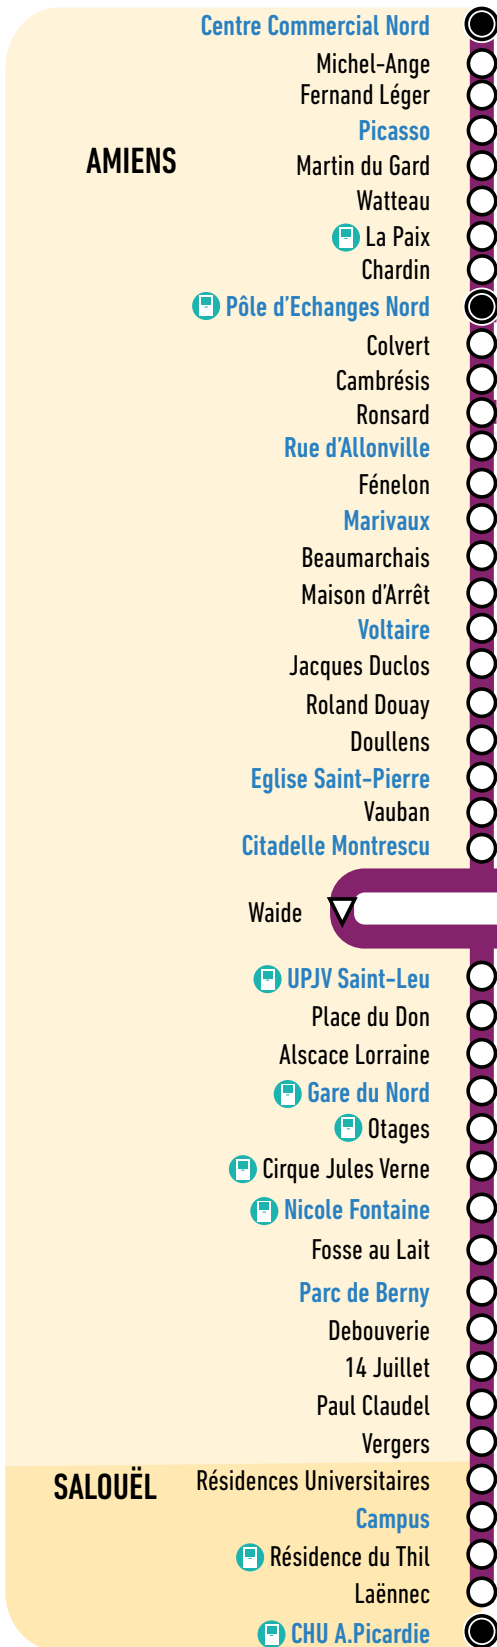 Centre Commercial Nord
Michel-Ange
Fernand Léger
Picasso
AMIENS
Martin du Gard
Watteau
La Paix
Chardin
Pôle d'Echanges Nord
Colvert
Cambrésis
Ronsard
Rue d'Allonville
Fénelon
Marivaux
Beaumarchais
Maison d'Arrêt
Voltaire
Jacques Duclos
Roland Douay
Doullens
Eglise Saint-Pierre
Vauban
Citadelle Montrescu
Waide
UPJV Saint-Leu
Place du Don
Alscace Lorraine
Gare du Nord
Otages
Cirque Jules Verne
Nicole Fontaine
Fosse au Lait
Parc de Berny
Debouverie
14 Juillet
Paul Claudel
Vergers
SALOUËL
Résidences Universitaires
Campus
Résidence du Thil
Laënnec
CHU A.Picardie